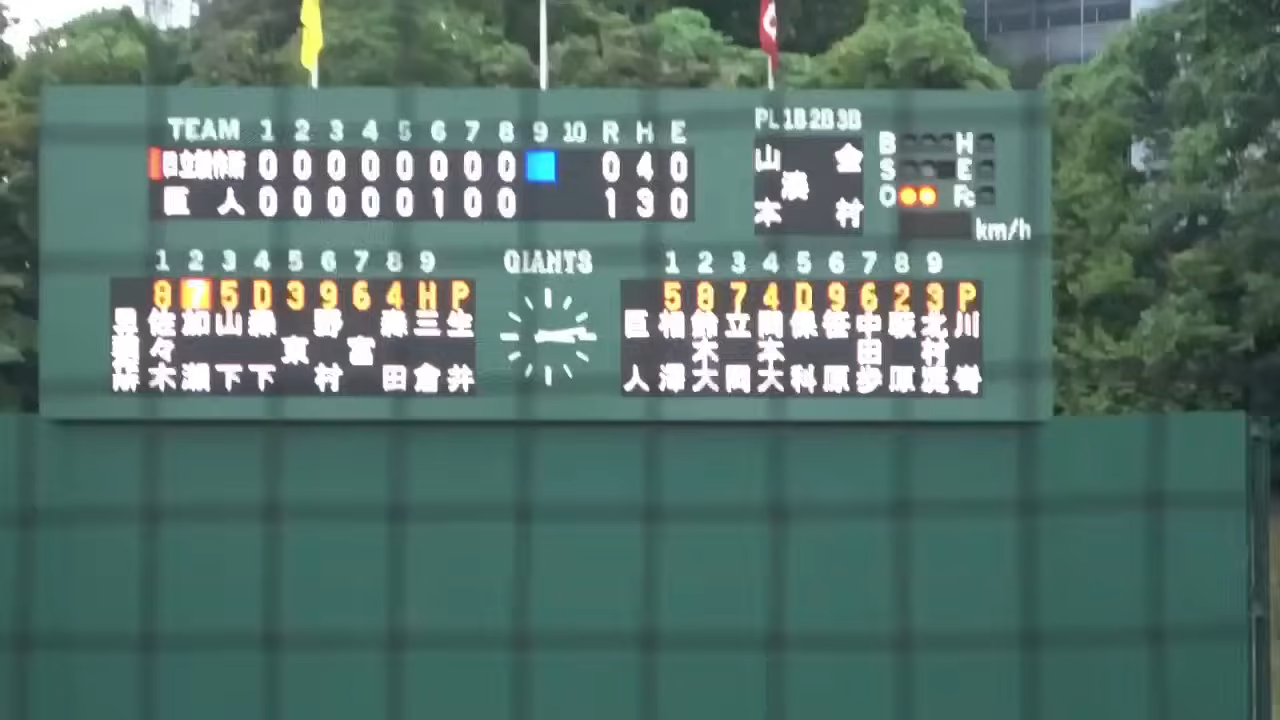 TEAM 1 2 3 4 5 6 7 8 9 10 R H E
日立製作所 0 0 0 0 0 0 0 0 0 4 0
巨人 0 0 0 0 0 1 0 0 1 3 0
PL 1B 2B 3B
山 湊 金
本 村
B H
S E
O Fc
km/h
1 2 3 4 5 6 7 8 9
GIANTS
1 2 3 4 5 6 7 8 9
8 7 5 D 3 9 6 4 H P
佐々木 加瀬 山下 森下 東 野村 宮 森田 三倉 生井
5 8 7 4 D 9 6 2 3 P
巨人 相澤 鈴木大 立岡 岡本大 保科 笹原 中田歩 駿原 北村流 川嵜